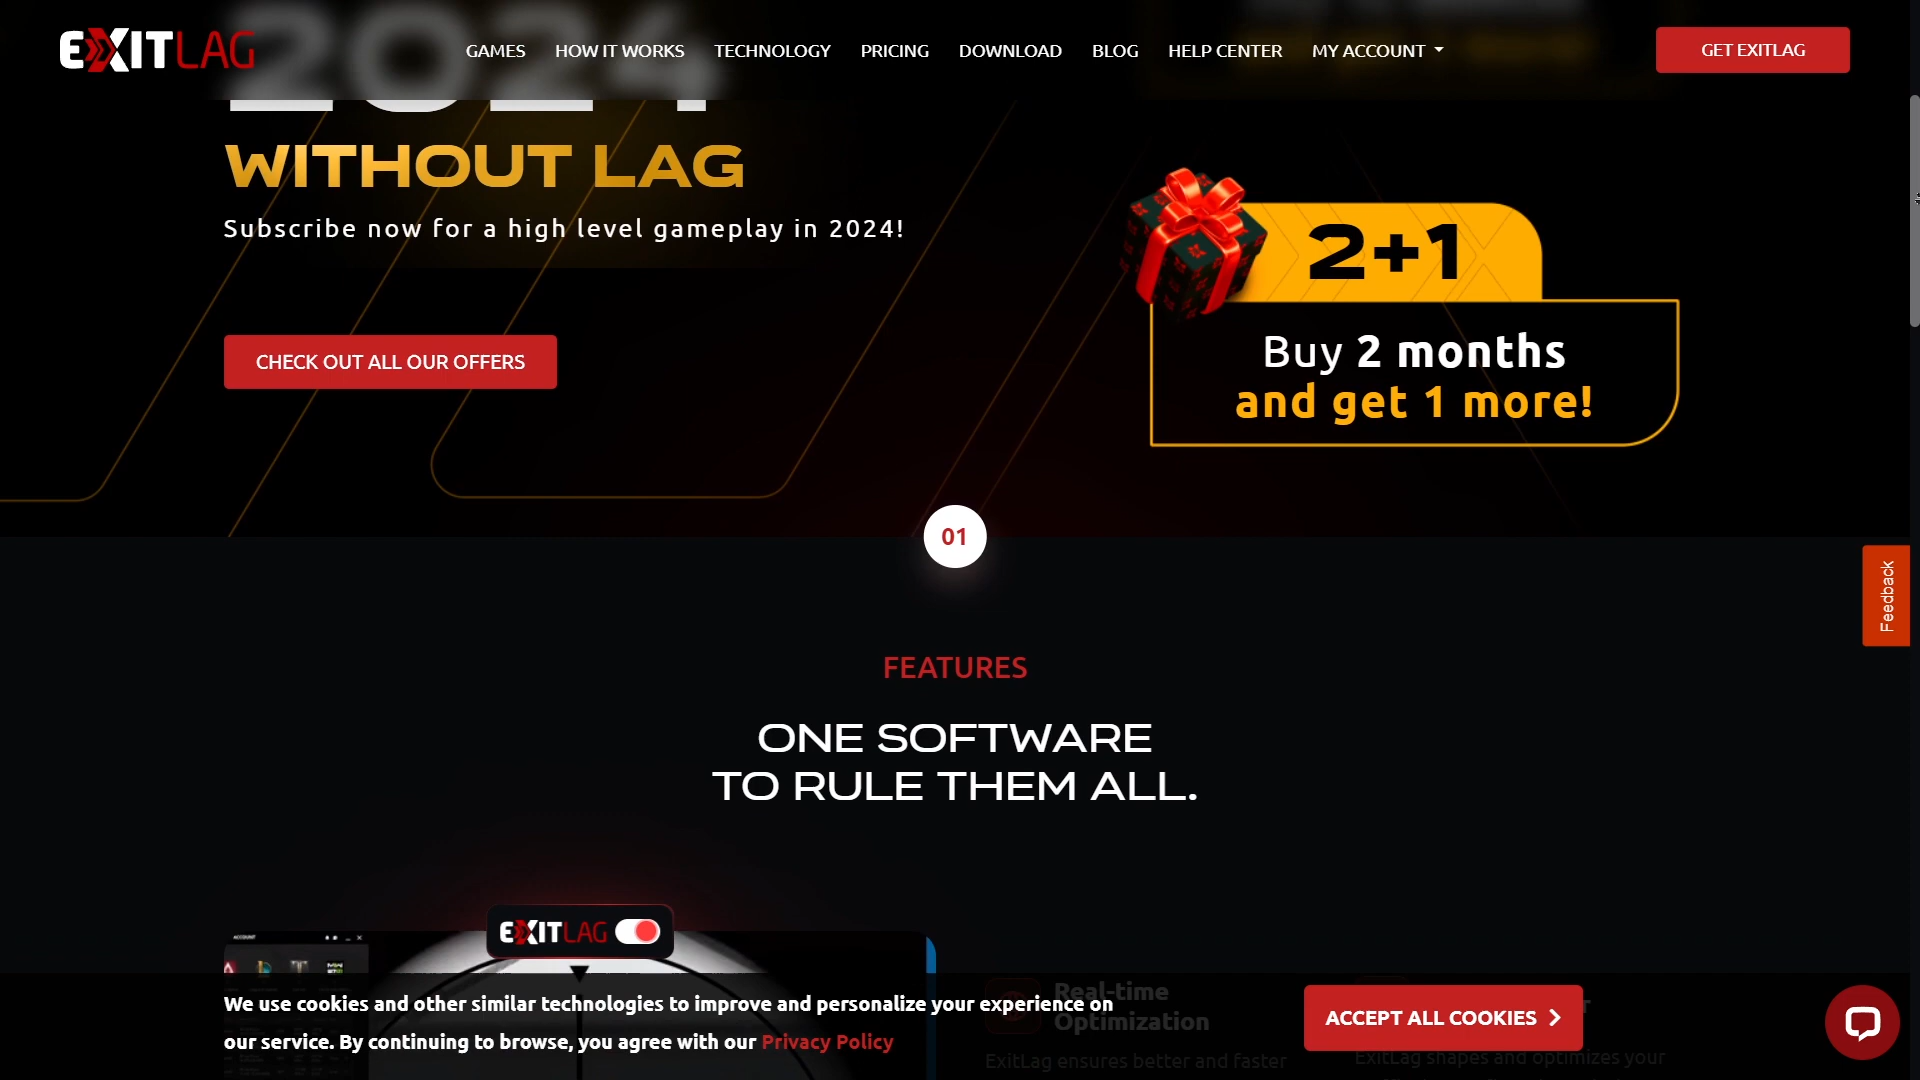 EXITLAG
GAMES
HOW IT WORKS
TECHNOLOGY
PRICING
DOWNLOAD
BLOG
HELP CENTER
MY ACCOUNT
GET EXITLAG
2024
WITHOUT LAG
Subscribe now for a high level gameplay in 2024!
CHECK OUT ALL OUR OFFERS
2+1
Buy 2 months
and get 1 more!
01
Feedback
FEATURES
ONE SOFTWARE
TO RULE THEM ALL.
EXITLAG
ACCOUNT
Real-time
Optimization
ExitLag ensures better and faster
ExitLag shapes and optimizes your
We use cookies and other similar technologies to improve and personalize your experience on
our service. By continuing to browse, you agree with our Privacy Policy
ACCEPT ALL COOKIES